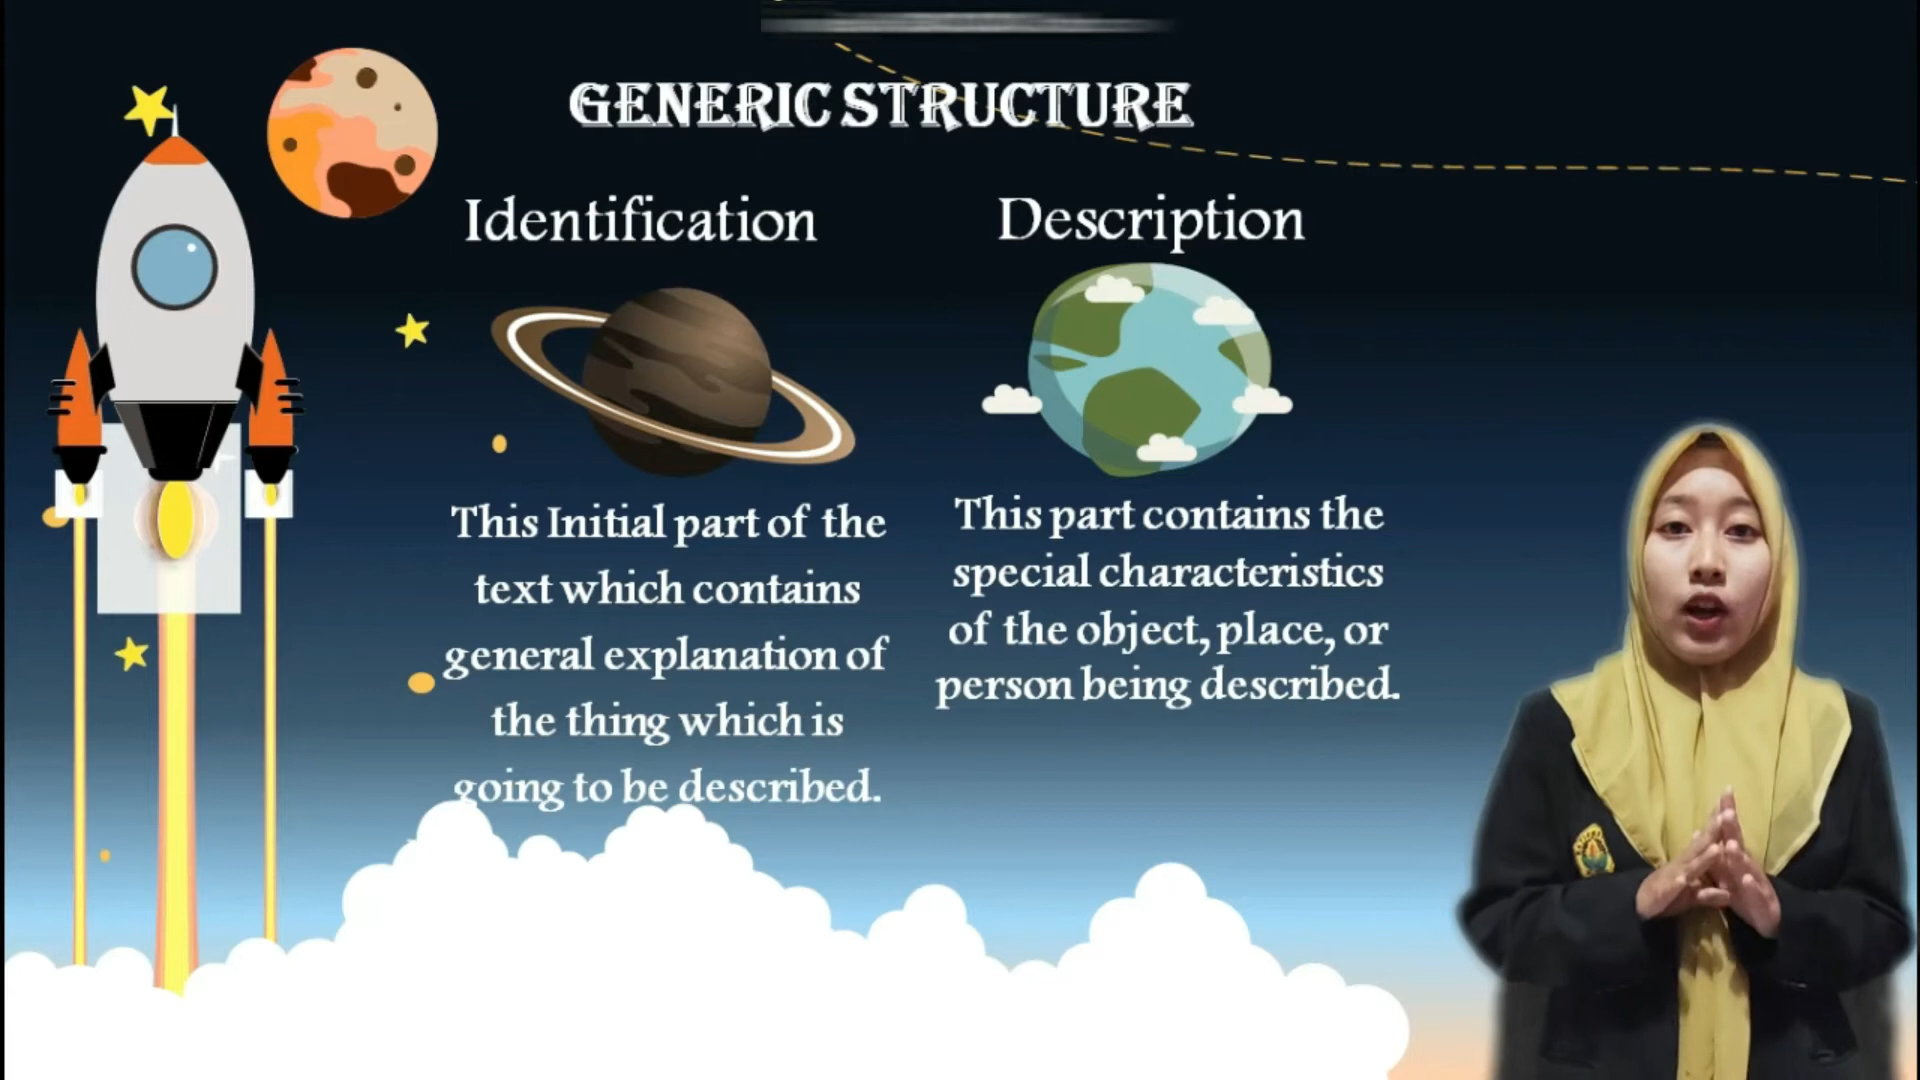 GENERIC STRUCTURE
Identification
This Initial part of the
text which contains
general explanation of
the thing which is
going to be described.
Description
This part contains the
special characteristics
of the object, place, or
person being described.